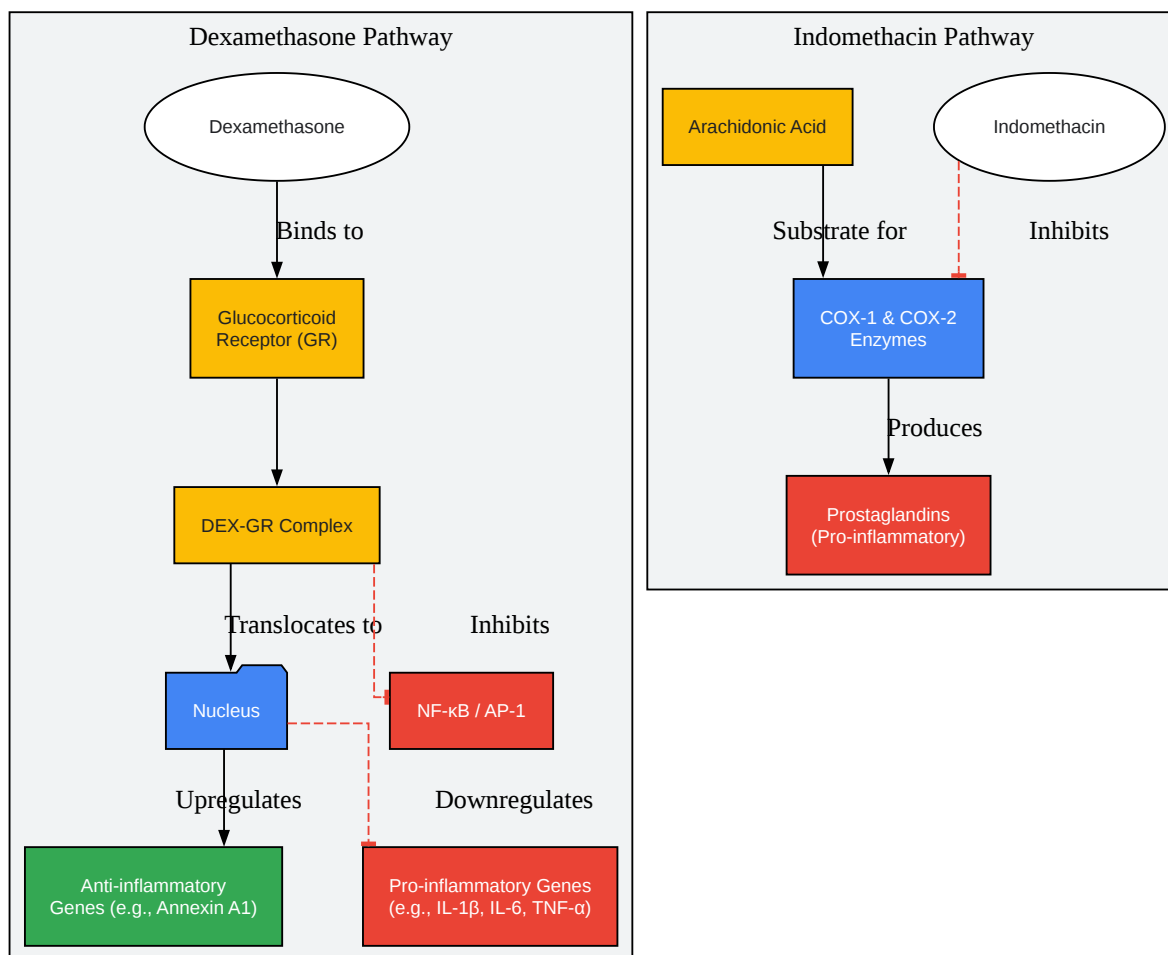 Dexamethasone Pathway
Dexamethasone
Binds to
Glucocorticoid
Receptor (GR)
DEX-GR Complex
Translocates to
Inhibits
Nucleus
NF-κB / AP-1
Upregulates
Downregulates
Anti-inflammatory
Genes (e.g., Annexin A1)
Pro-inflammatory Genes
(e.g., IL-1β, IL-6, TNF-α)
Indomethacin Pathway
Arachidonic Acid
Indomethacin
Substrate for
Inhibits
COX-1 & COX-2
Enzymes
Produces
Prostaglandins
(Pro-inflammatory)